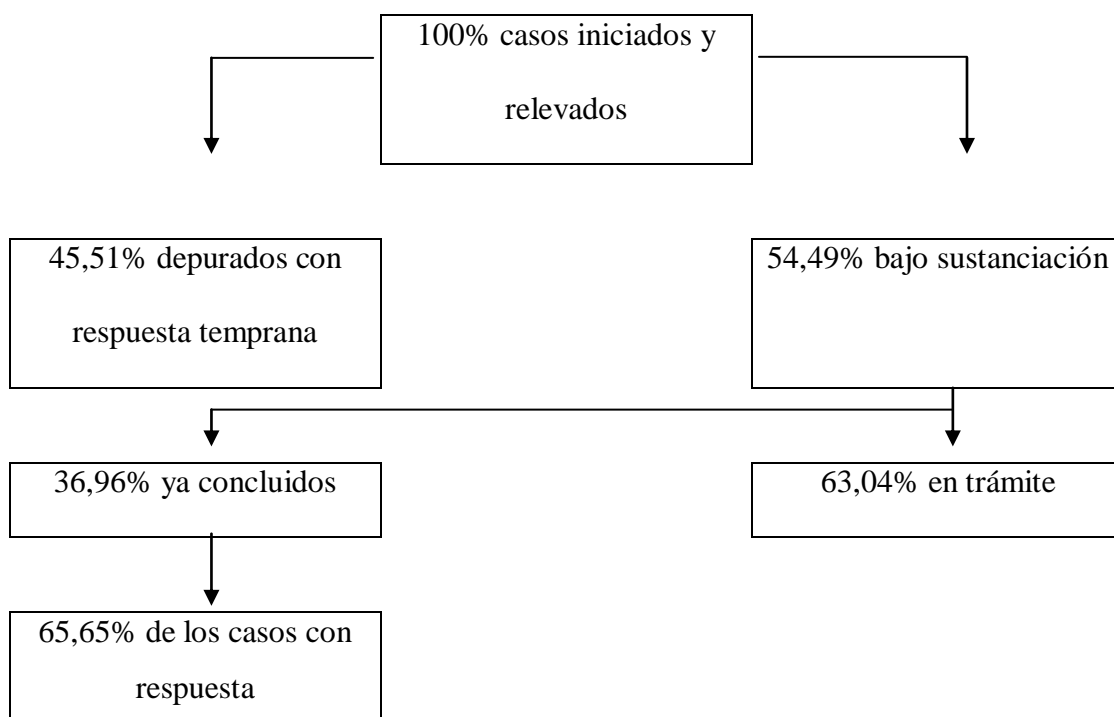 100% casos iniciados y
relevados
45,51% depurados con
respuesta temprana
54,49% bajo sustanciación
36,96% ya concluidos
63,04% en trámite
65,65% de los casos con
respuesta